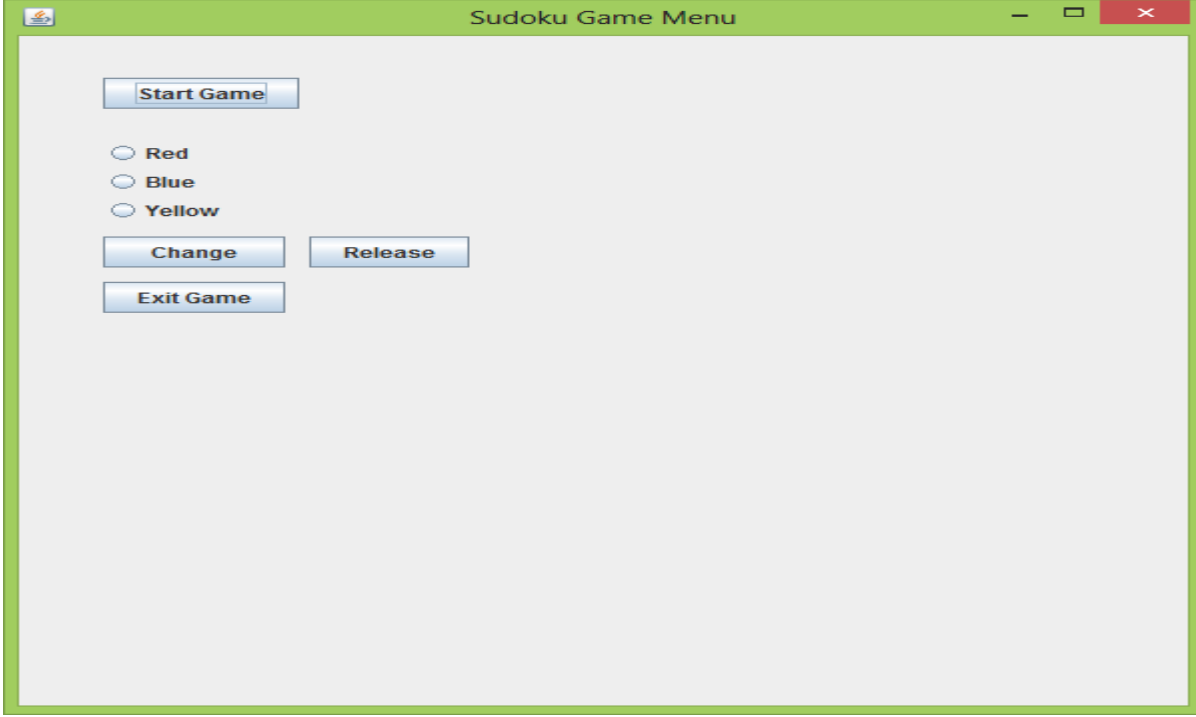 Sudoku Game Menu
Start Game
Red
Blue
Yellow
Change Release
Exit Game